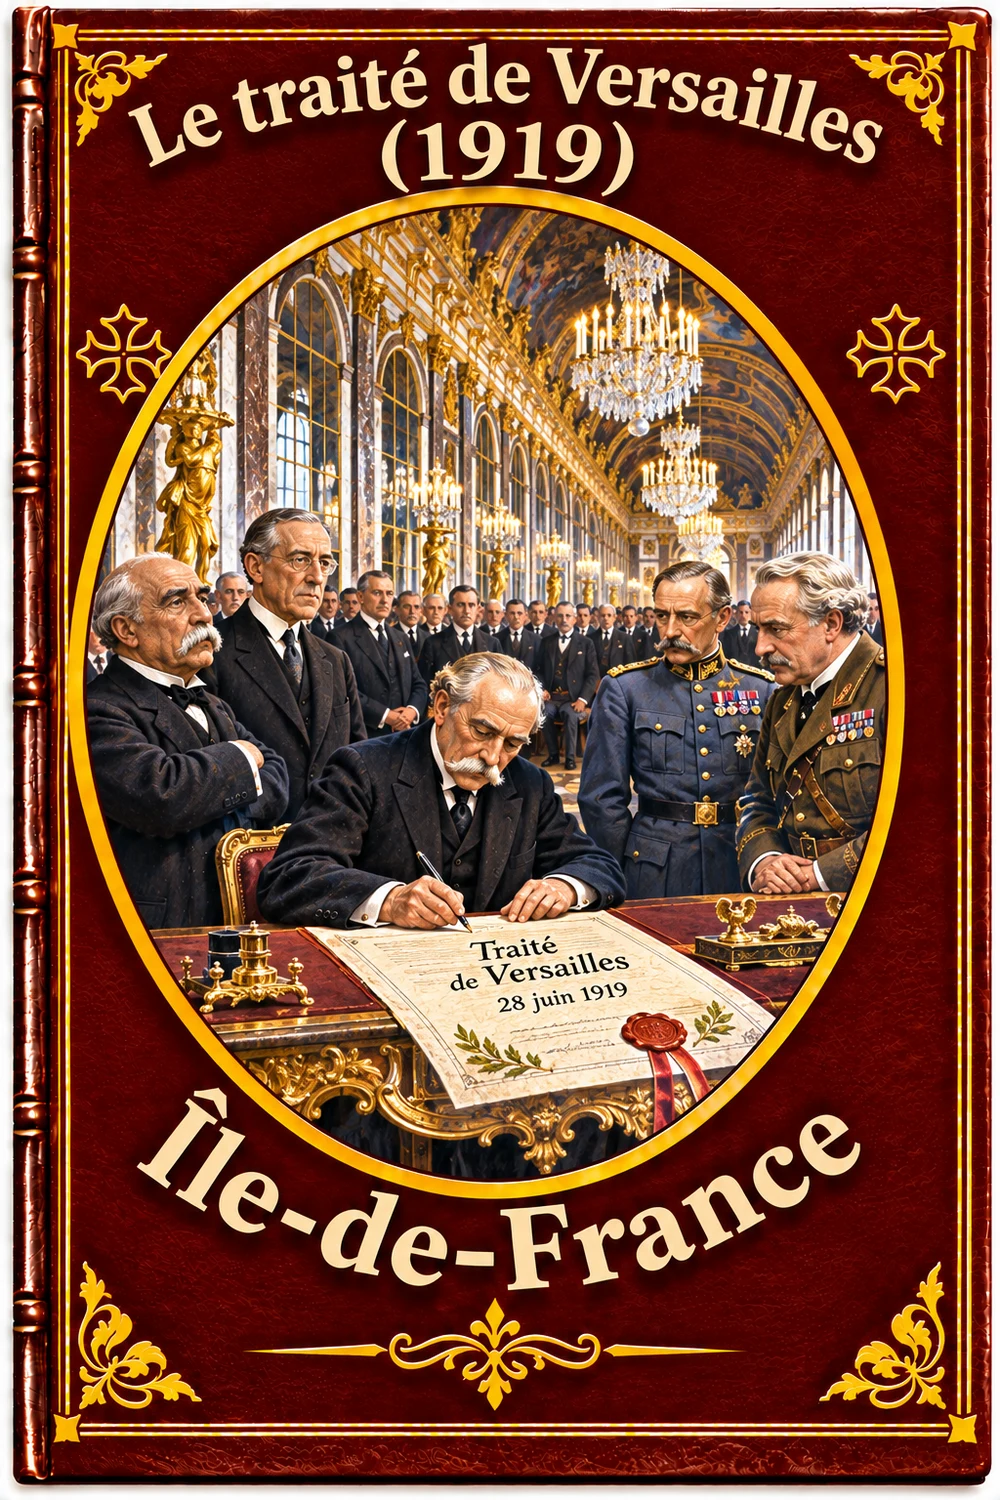 Le traité de Versailles
(1919)
Traité
de Versailles
28 juin 1919
Île-de-France